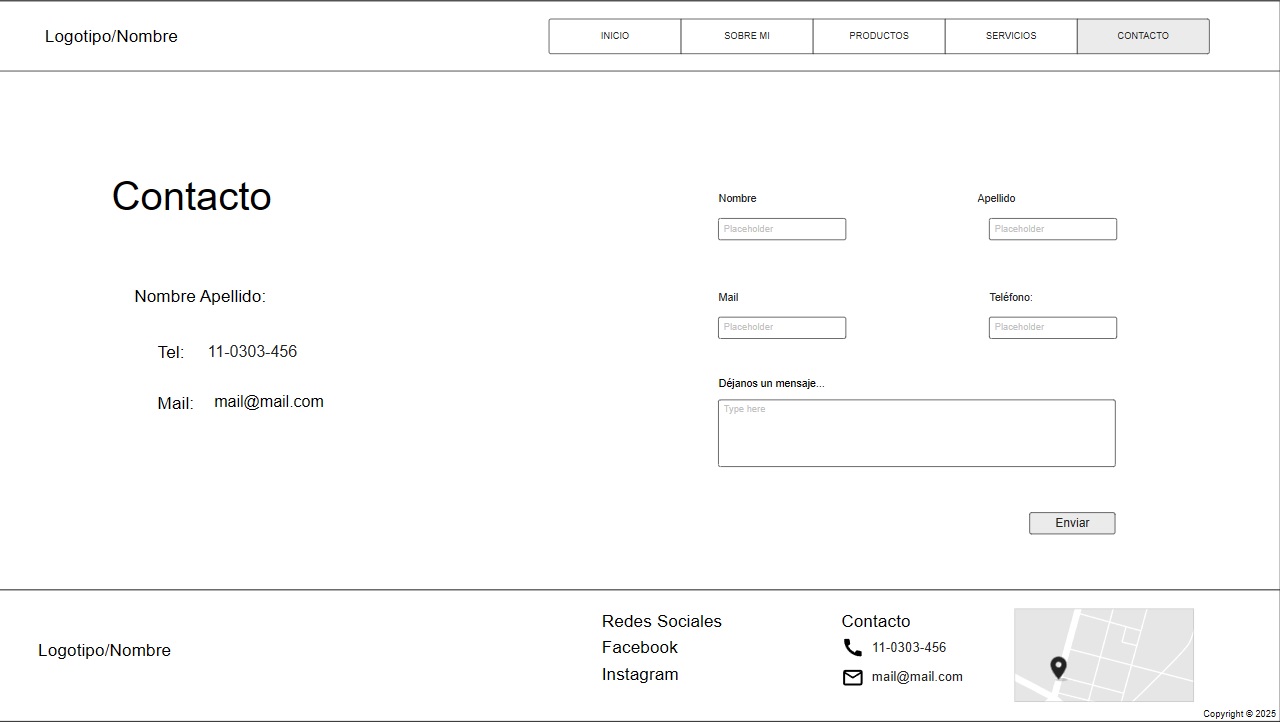 Logotipo/Nombre
INICIO
SOBRE MI
PRODUCTOS
SERVICIOS
CONTACTO
Contacto
Nombre Apellido:
Tel: 11-0303-456
Mail: mail@mail.com
Nombre
Apellido
Placeholder
Placeholder
Mail
Teléfono:
Placeholder
Placeholder
Déjanos un mensaje...
Type here
Enviar
Logotipo/Nombre
Redes Sociales
Facebook
Instagram
Contacto
11-0303-456
mail@mail.com
Copyright © 2025